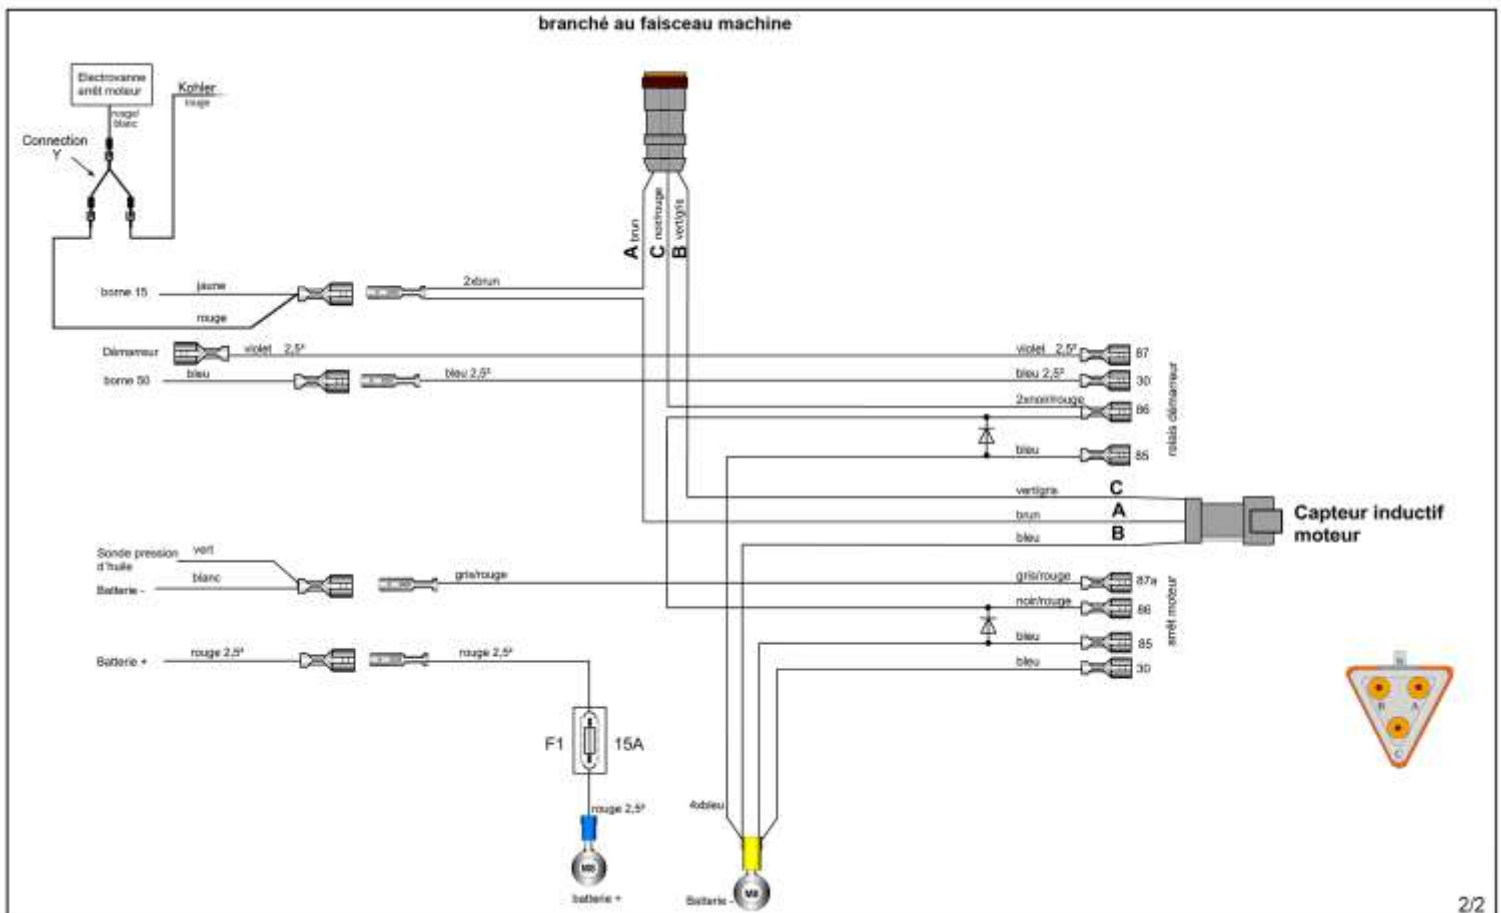 branché au faisceau machine
Electrovanne
arrêt moteur
Kohler
rouge
rouge/
blanc
Connection
Y
A brun
C noir/rouge
B vert/gris
borne 15
jaune
2xbrun
rouge
Démarreur
violet 2,5²
violet 2,5²
87
borne 50
bleu
bleu 2,5²
bleu 2,5²
30
2xnoir/rouge
86
relais démarreur
bleu
85
vert/gris
C
brun
A
bleu
B
Capteur inductif
moteur
Sonde pression
d'huile
vert
Batterie -
blanc
gris/rouge
gris/rouge
87a
noir/rouge
86
arrêt moteur
bleu
85
bleu
30
Batterie +
rouge 2,5²
rouge 2,5²
F1
15A
rouge 2,5²
4xbleu
batterie +
Batterie -
M8
B
A
C
2/2